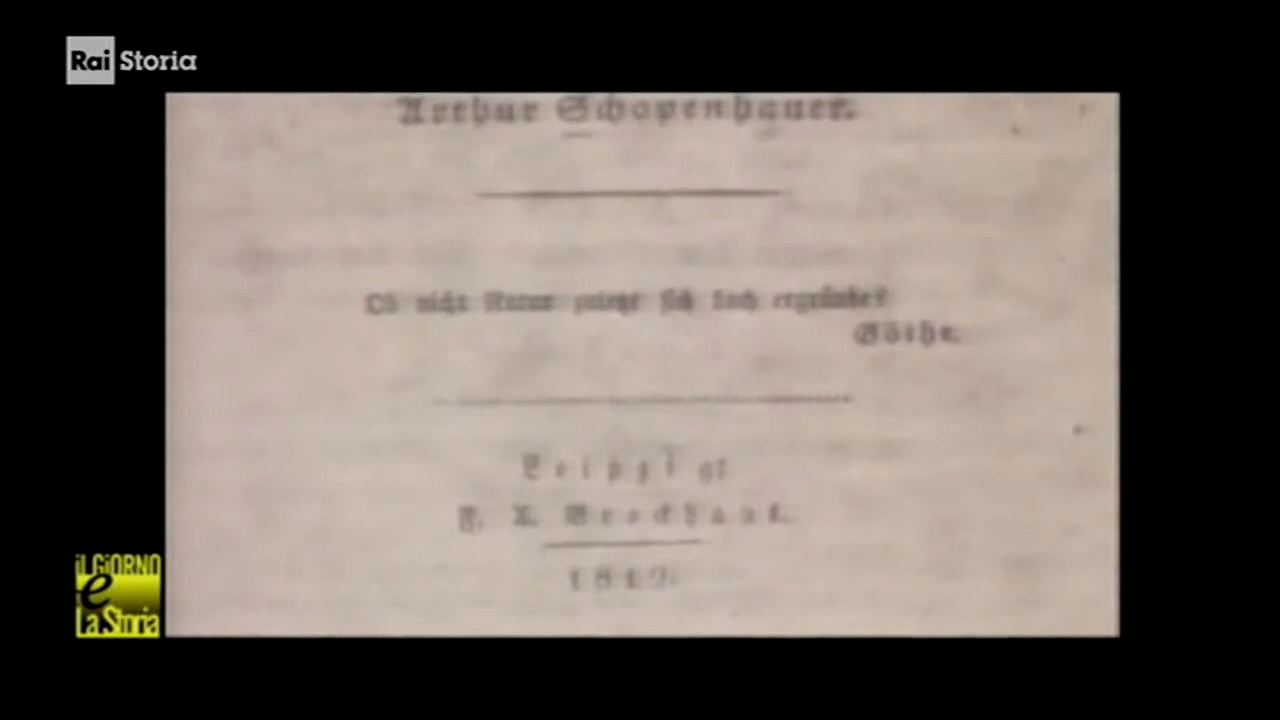 Rai Storia
Arthur Schopenhauer.
Ob nicht Natur zuletzt sich doch ergründe?
Göthe.
Leipzig:
F. A. Brockhaus.
1819.
iL GiORNO
e
La Storia